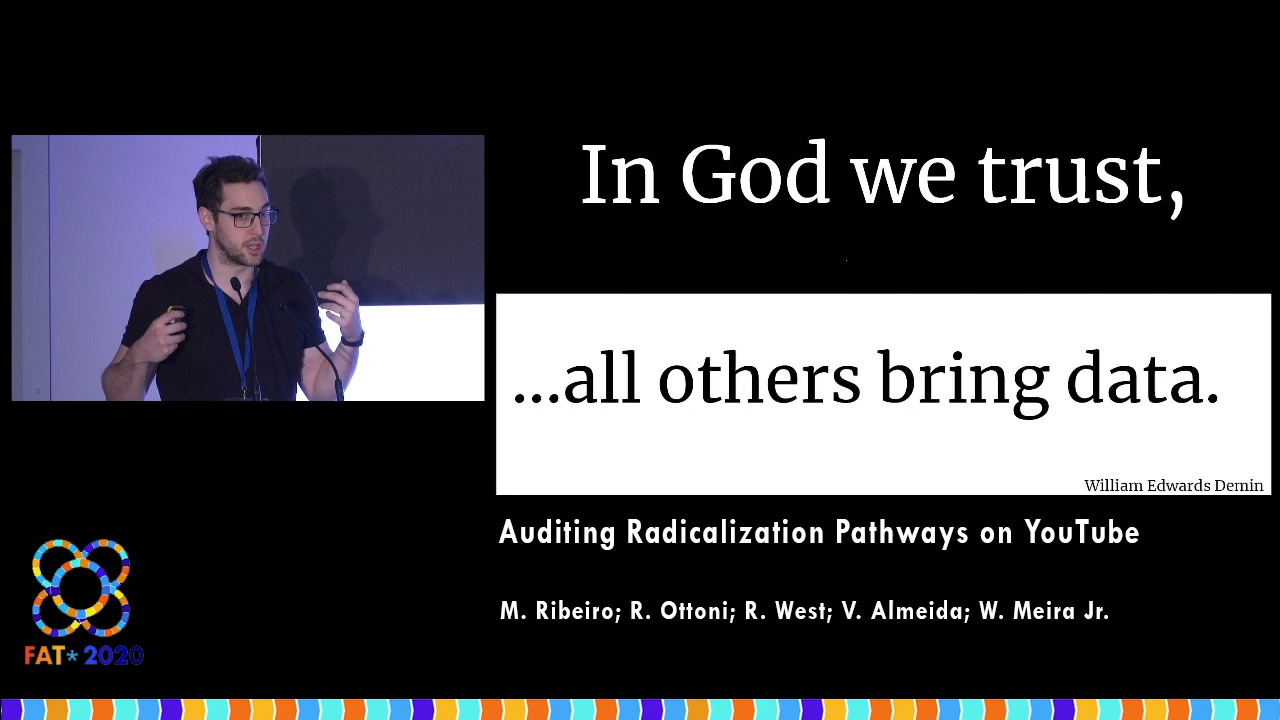 In God we trust,
...all others bring data.
William Edwards Demin
Auditing Radicalization Pathways on YouTube
M. Ribeiro; R. Ottoni; R. West; V. Almeida; W. Meira Jr.
FAT* 2020